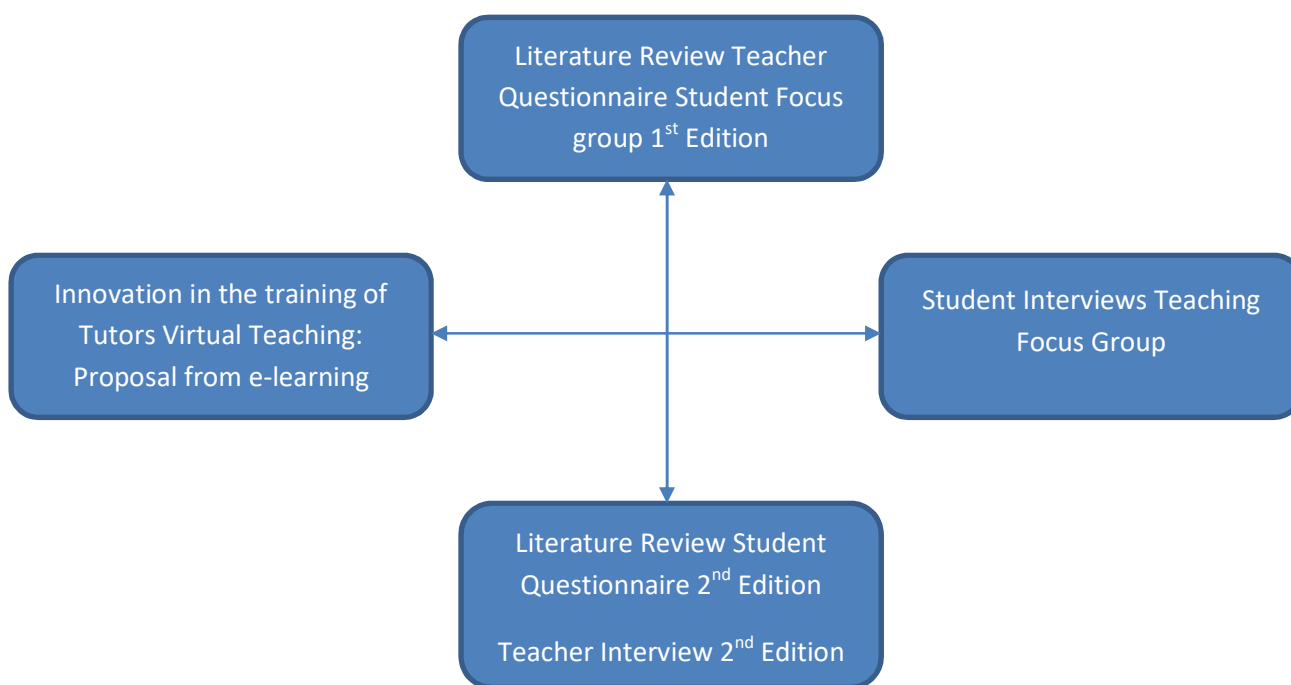 Literature Review Teacher
Questionnaire Student Focus
group 1st Edition
Innovation in the training of
Tutors Virtual Teaching:
Proposal from e-learning
Student Interviews Teaching
Focus Group
Literature Review Student
Questionnaire 2nd Edition
Teacher Interview 2nd Edition